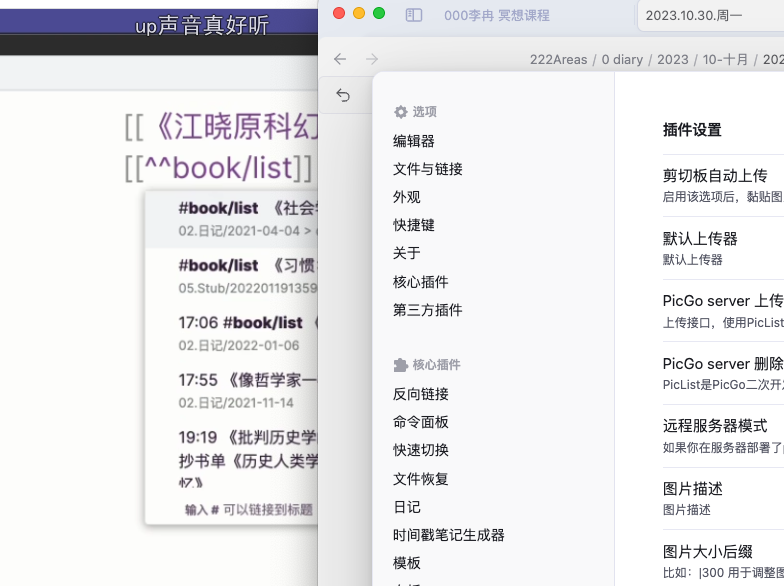 up声音真好听
[[《江晓原科幻
[[^^book/list]]
#book/list 《社会
02.日记/2021-04-04 >
#book/list 《习惯
05.Stub/202201191359
17:06 #book/list
02.日记/2022-01-06
17:55 《像哲学家一
02.日记/2021-11-14
19:19 《批判历史学
抄书单《历史人类学
忆》
输入 # 可以链接到标题
000李冉 冥想课程
2023.10.30.周一
222Areas / 0 diary / 2023 / 10-十月 / 202
选项
编辑器
文件与链接
外观
快捷键
关于
核心插件
第三方插件
核心插件
反向链接
命令面板
快速切换
文件恢复
日记
时间戳笔记生成器
模板
插件设置
剪切板自动上传
启用该选项后，黏贴图
默认上传器
默认上传器
PicGo server 上传
上传接口，使用PicList
PicGo server 删除
PicList是PicGo二次开
远程服务器模式
如果你在服务器部署了
图片描述
图片描述
图片大小后缀
比如：|300 用于调整图